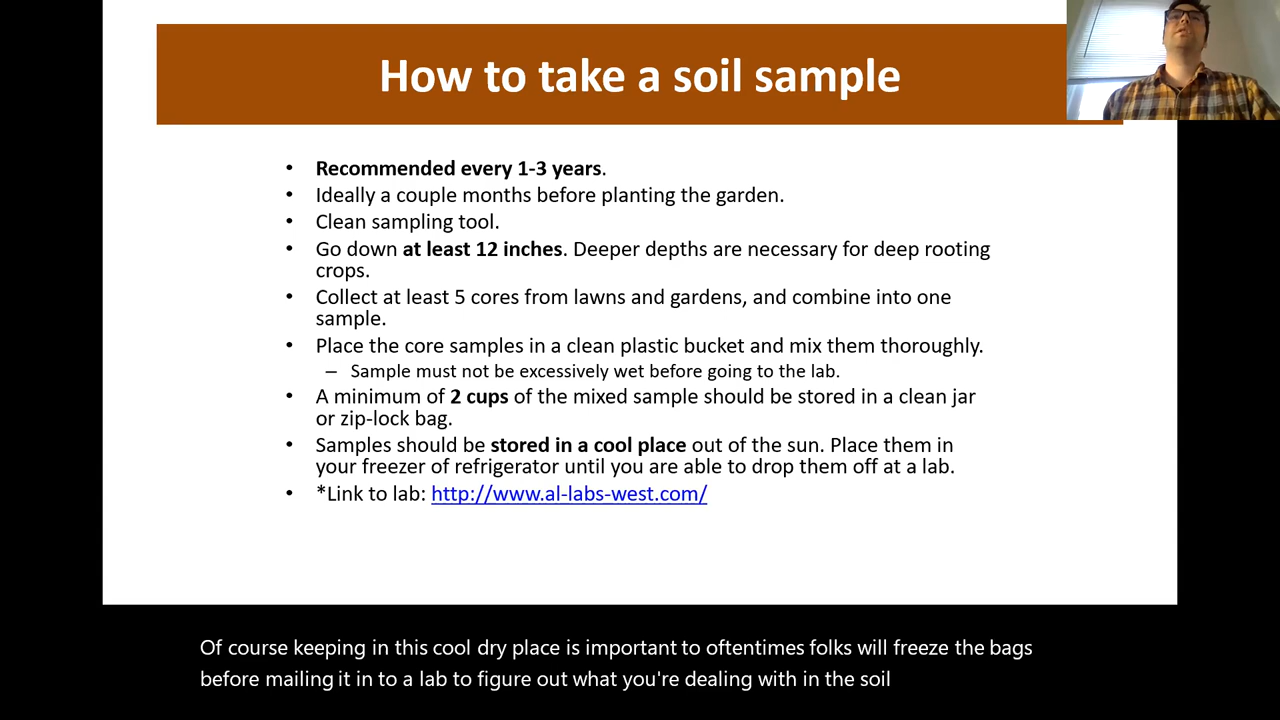 How to take a soil sample
• Recommended every 1-3 years.
• Ideally a couple months before planting the garden.
• Clean sampling tool.
• Go down at least 12 inches. Deeper depths are necessary for deep rooting
crops.
• Collect at least 5 cores from lawns and gardens, and combine into one
sample.
• Place the core samples in a clean plastic bucket and mix them thoroughly.
– Sample must not be excessively wet before going to the lab.
• A minimum of 2 cups of the mixed sample should be stored in a clean jar
or zip-lock bag.
• Samples should be stored in a cool place out of the sun. Place them in
your freezer of refrigerator until you are able to drop them off at a lab.
• *Link to lab: http://www.al-labs-west.com/
Of course keeping in this cool dry place is important to oftentimes folks will freeze the bags
before mailing it in to a lab to figure out what you're dealing with in the soil